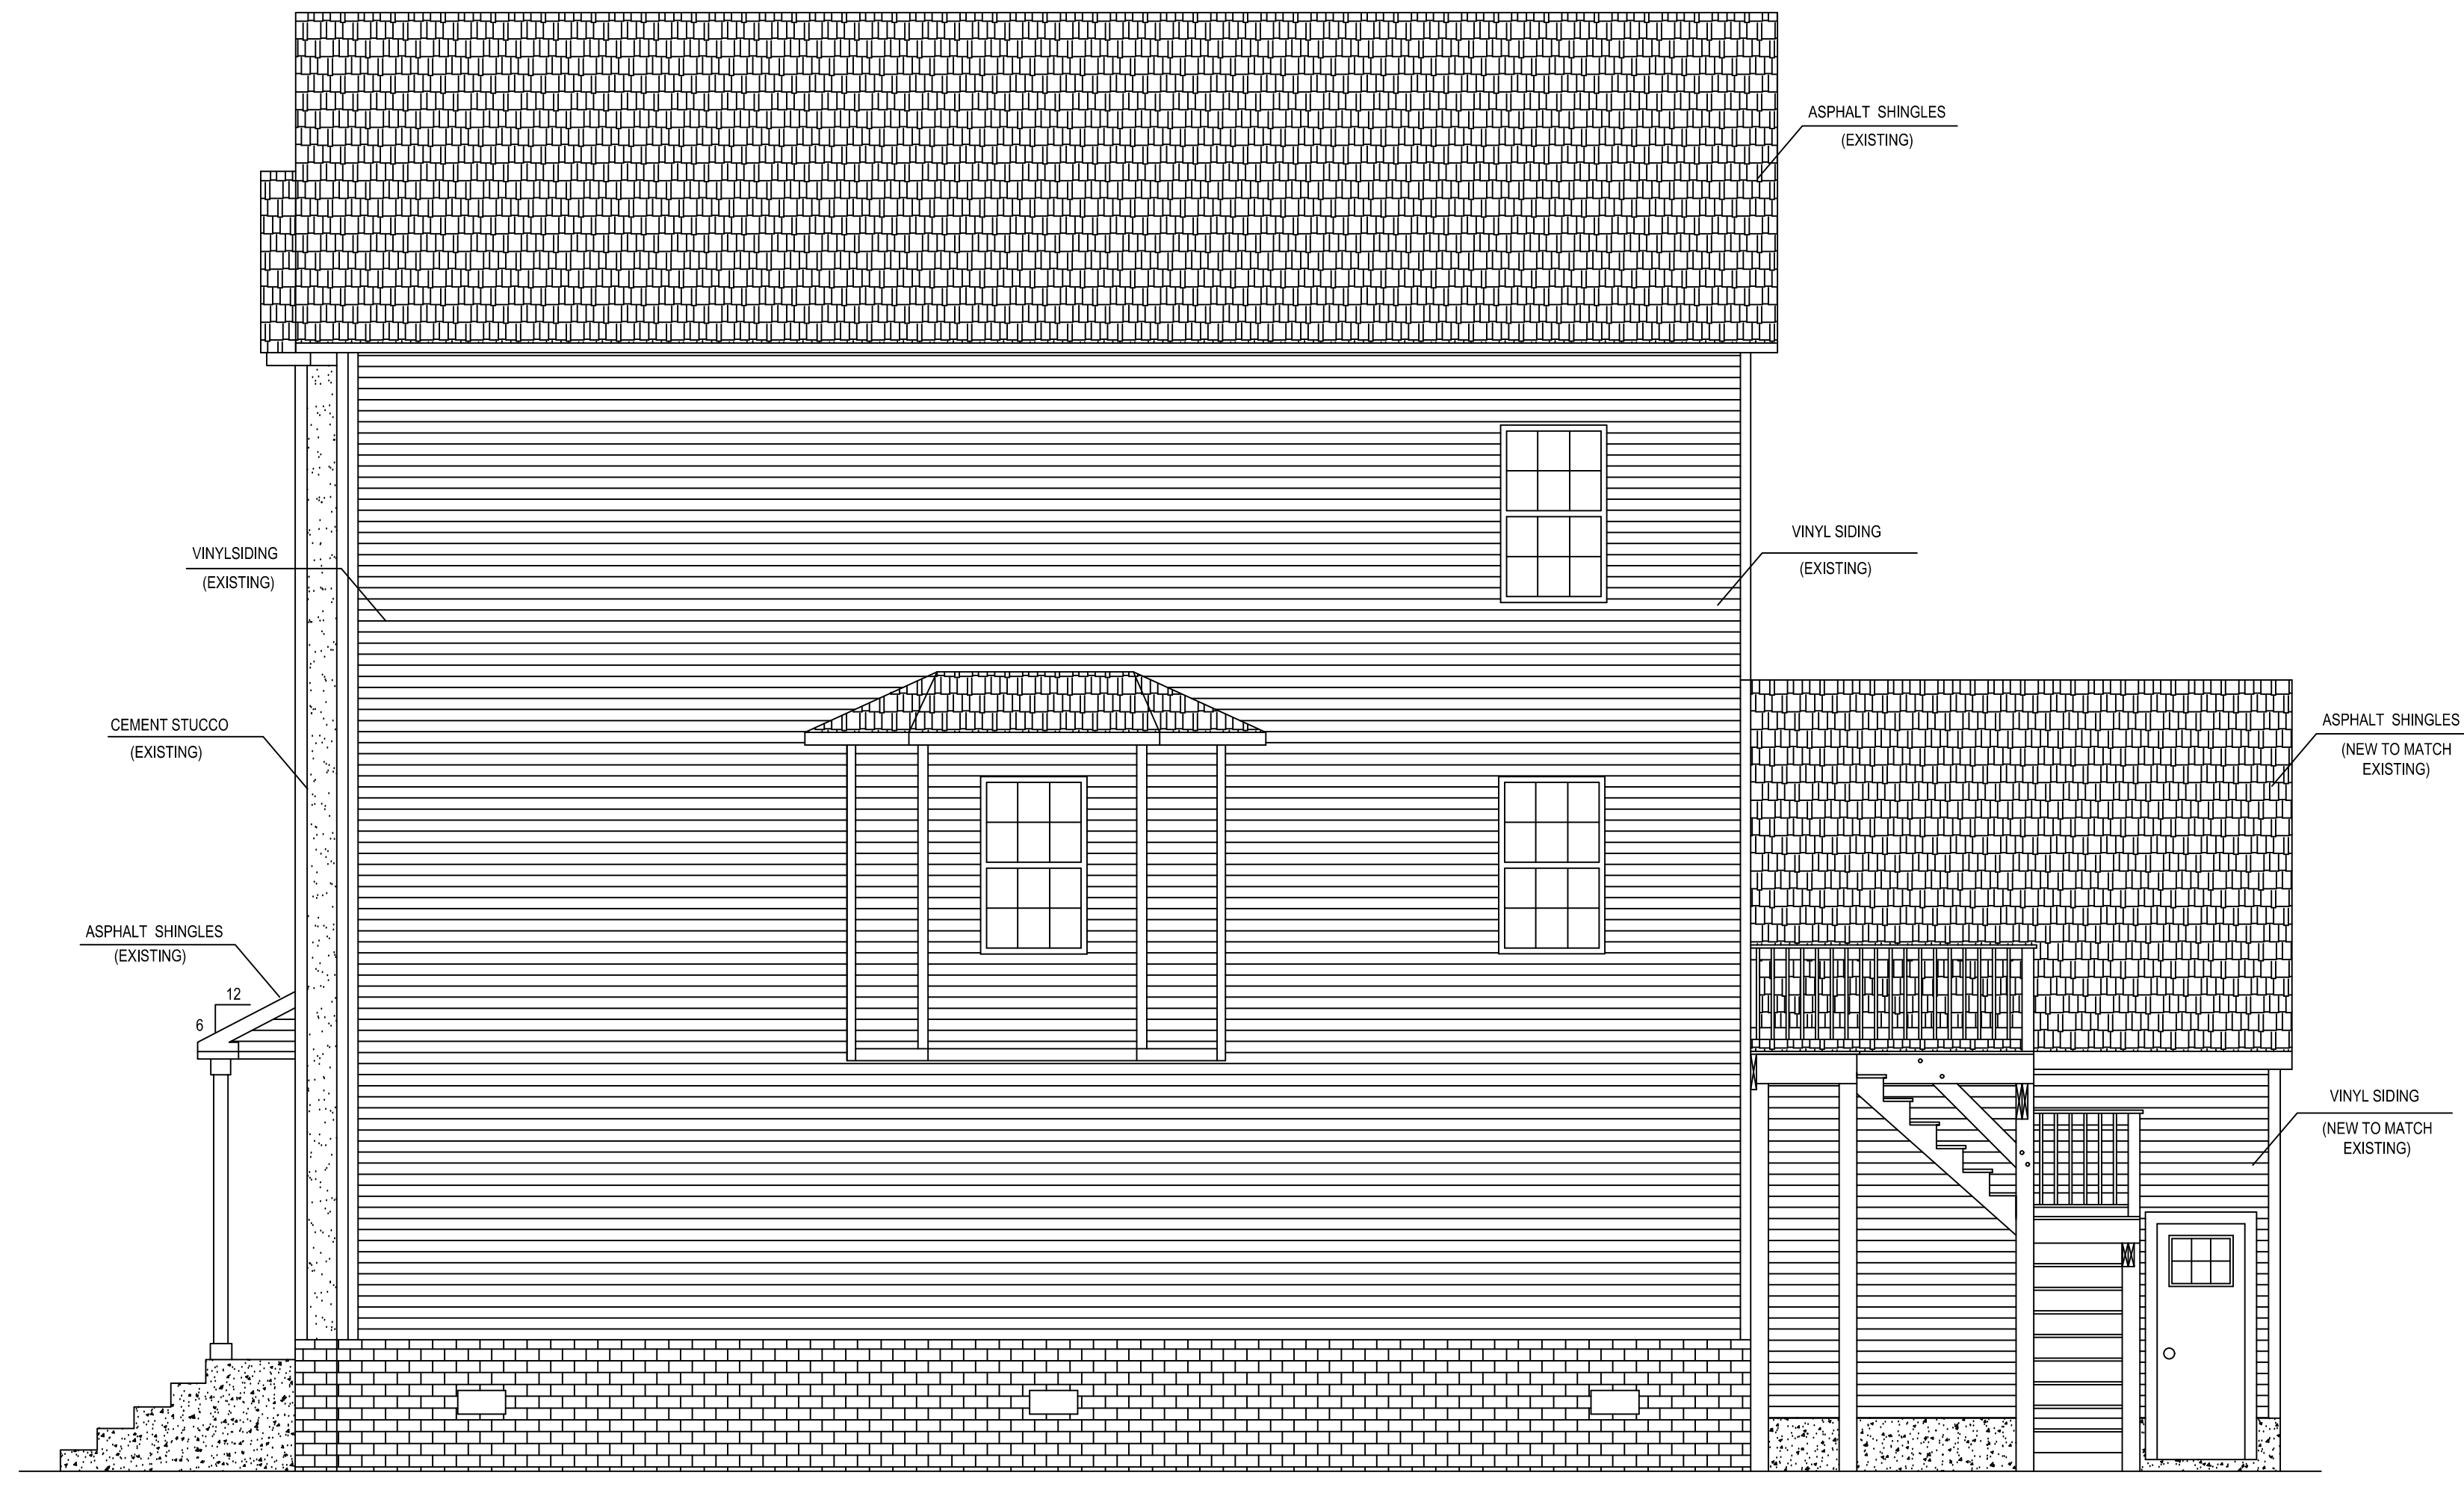 ASPHALT SHINGLES
(EXISTING)
VINYL SIDING
(EXISTING)
VINYLSIDING
(EXISTING)
ASPHALT SHINGLES
(NEW TO MATCH
EXISTING)
CEMENT STUCCO
(EXISTING)
ASPHALT SHINGLES
(EXISTING)
12
6
VINYL SIDING
(NEW TO MATCH
EXISTING)